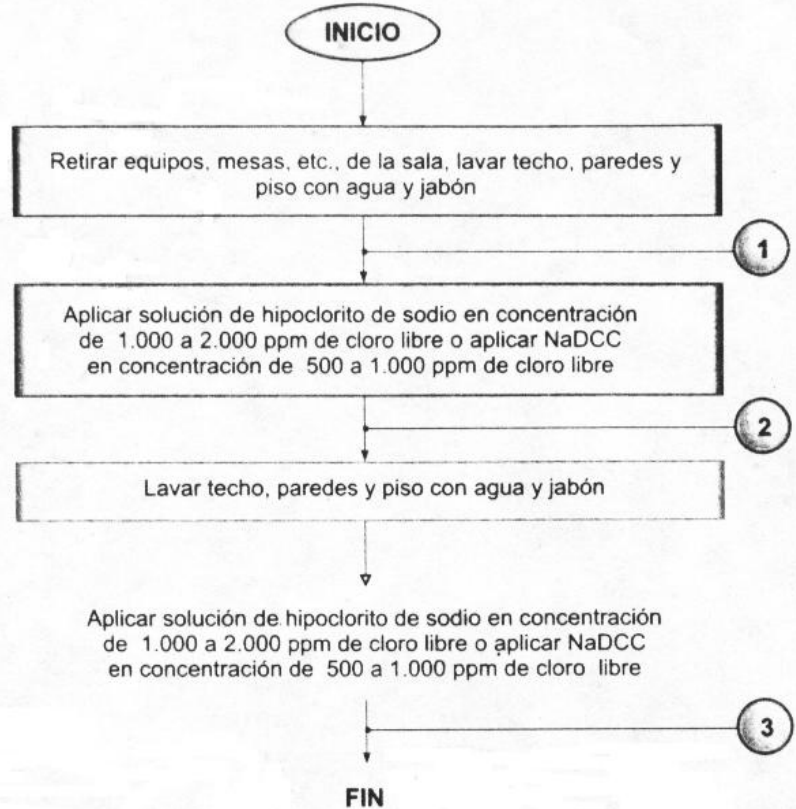 INICIO
Retirar equipos, mesas, etc., de la sala, lavar techo, paredes y
piso con agua y jabón
1
Aplicar solución de hipoclorito de sodio en concentración
de 1.000 a 2.000 ppm de cloro libre o aplicar NaDCC
en concentración de 500 a 1.000 ppm de cloro libre
2
Lavar techo, paredes y piso con agua y jabón
Aplicar solución de hipoclorito de sodio en concentración
de 1.000 a 2.000 ppm de cloro libre o aplicar NaDCC
en concentración de 500 a 1.000 ppm de cloro libre
3
FIN